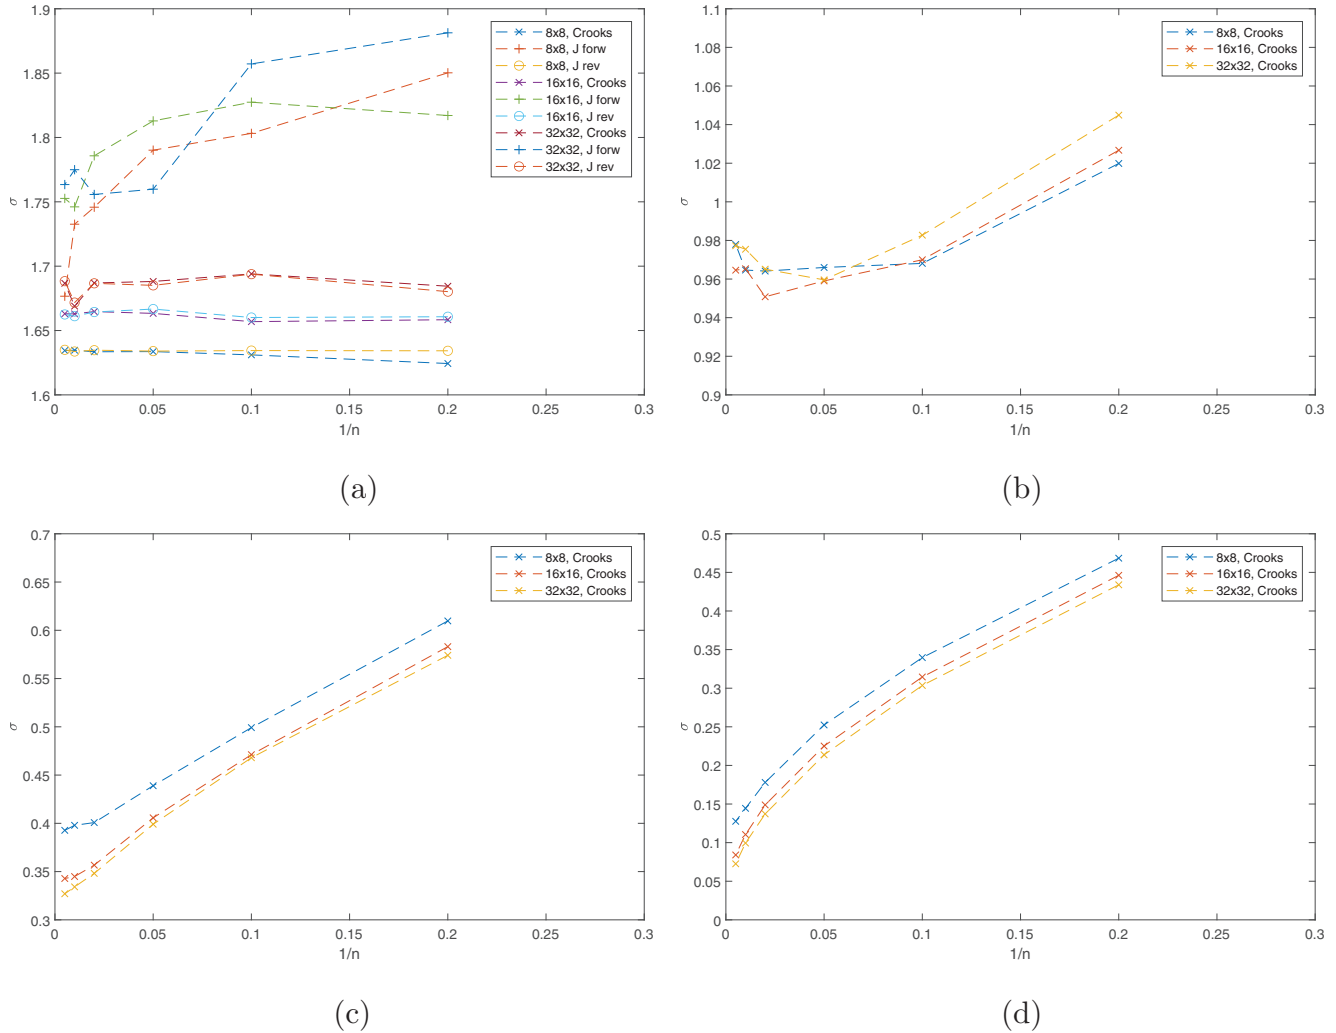 1.9
1.85
1.8
1.75
1.7
1.65
1.6
σ
0
0.05
0.1
0.15
0.2
0.25
0.3
1/n
8x8, Crooks
8x8, J forw
8x8, J rev
16x16, Crooks
16x16, J forw
16x16, J rev
32x32, Crooks
32x32, J forw
32x32, J rev
(a)
1.1
1.08
1.06
1.04
1.02
1
0.98
0.96
0.94
0.92
0.9
σ
0
0.05
0.1
0.15
0.2
0.25
0.3
1/n
8x8, Crooks
16x16, Crooks
32x32, Crooks
(b)
0.7
0.65
0.6
0.55
0.5
0.45
0.4
0.35
0.3
σ
0
0.05
0.1
0.15
0.2
0.25
0.3
1/n
8x8, Crooks
16x16, Crooks
32x32, Crooks
(c)
0.5
0.45
0.4
0.35
0.3
0.25
0.2
0.15
0.1
0.05
0
σ
0
0.05
0.1
0.15
0.2
0.25
0.3
1/n
8x8, Crooks
16x16, Crooks
32x32, Crooks
(d)